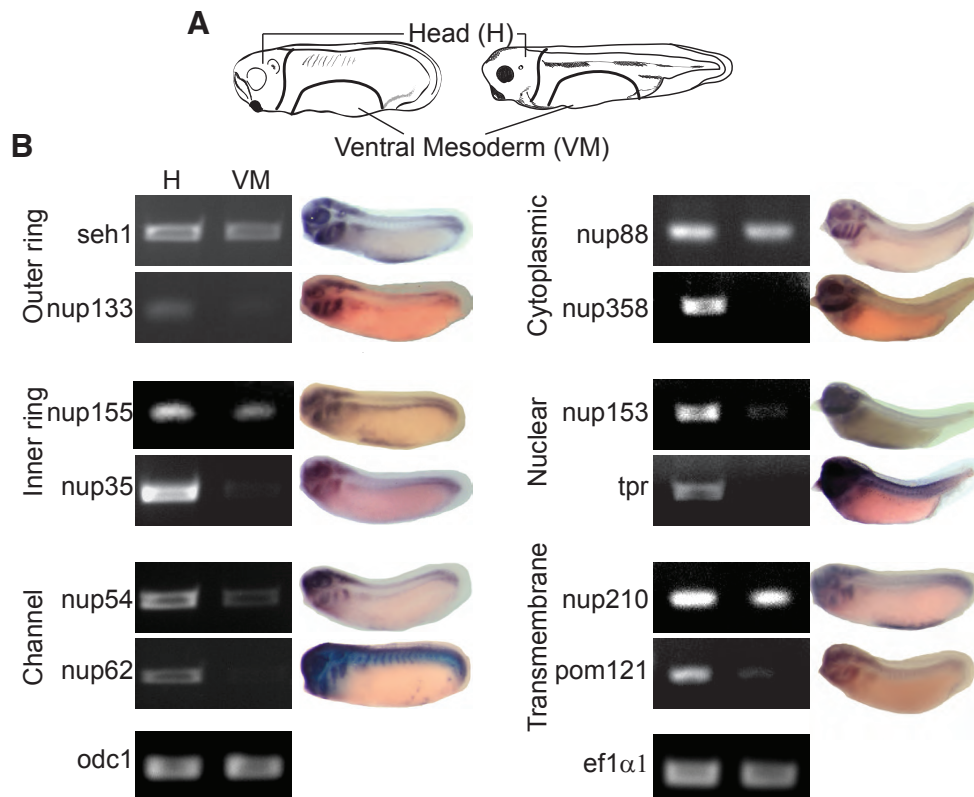 A
Head (H)
Ventral Mesoderm (VM)
B
H VM
Outer ring
seh1
nup133
Inner ring
nup155
nup35
Channel
nup54
nup62
odc1
Cytoplasmic
nup88
nup358
Nuclear
nup153
tpr
Transmembrane
nup210
pom121
ef1α1